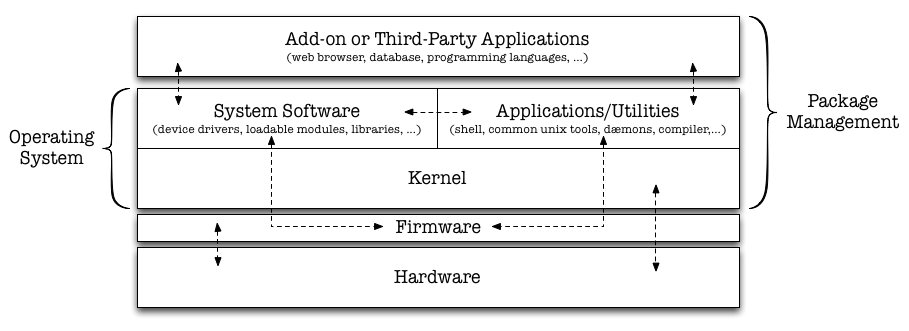 Add-on or Third-Party Applications
(web browser, database, programming languages, ...)
Operating
System
System Software
(device drivers, loadable modules, libraries, ...)
Applications/Utilities
(shell, common unix tools, dæmons, compiler,...)
Package
Management
Kernel
Firmware
Hardware